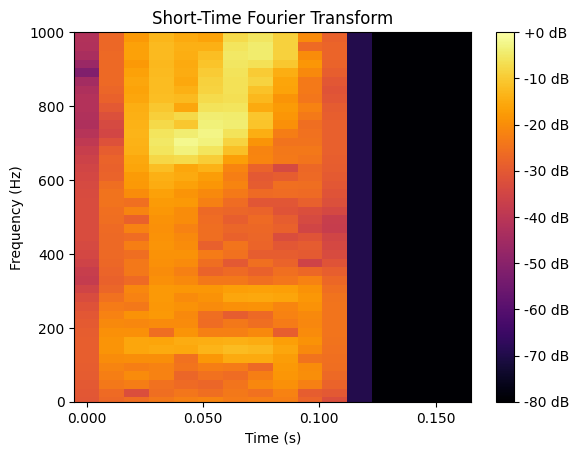 Short-Time Fourier Transform
1000
800
600
400
200
0
Frequency (Hz)
0.000
0.050
0.100
0.150
Time (s)
+0 dB
-10 dB
-20 dB
-30 dB
-40 dB
-50 dB
-60 dB
-70 dB
-80 dB